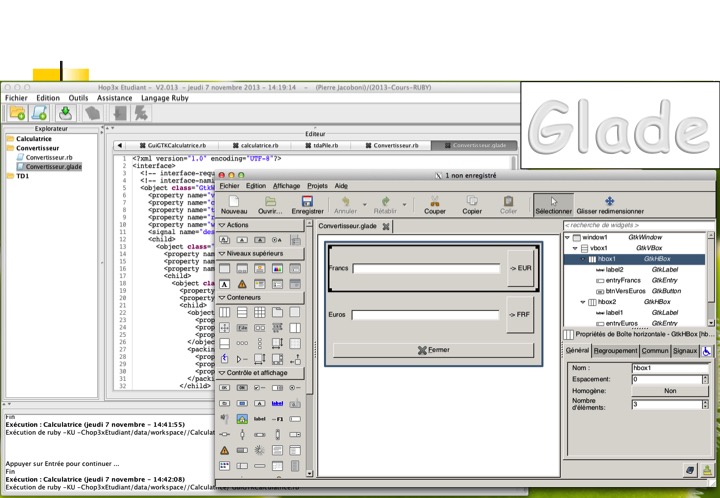 Hop3x Etudiant - V2.013 - jeudi 7 novembre 2013 - 14:19:14 - (Pierre Jacoboni)/(2013-Cours-RUBY)
Fichier Edition Outils Assistance Langage Ruby
Glade
Explorateur
Calculatrice
Convertisseur
Convertisseur.rb
Convertisseur.glade
TD1
Editeur
GuiGTKCalculatrice.rb calculatrice.rb tdaPile.rb Convertisseur.rb Convertisseur.glade
1 <?xml version="1.0" encoding="UTF-8"?>
2 <interface>
3 <!-- interface-requ
4 <!-- interface-nam
5 <object class="GtkW
6 <property name="v
7 <property name="c
8 <property name="t
9 <property name="r
10 <property name="w
11 <signal name="des
12 <child>
13 <object class="
14 <property nam
15 <property nam
16 <property nam
17 <child>
18 <object cla
19 <property
20 <property
21 <child>
22 <object
23 <prop
24 <prop
25 <prop
26 </object>
27 <packin
28 <prop
29 <prop
30 <prop
31 </packi
32 </child>
1 non enregistré
Fichier Edition Affichage Projets Aide
Nouveau Ouvrir... Enregistrer Annuler Rétablir Couper Copier Coller Sélectionner Glisser redimensionner
Actions
Niveaux supérieurs
Conteneurs
Contrôle et affichage
Convertisseur.glade
Francs -> EUR
Euros -> FRF
Fermer
< recherche de widgets >
window1 GtkWindow
vbox1 GtkVBox
hbox1 GtkHBox
label2 GtkLabel
entryFrancs GtkEntry
btnVersEuros GtkButton
hbox2 GtkHBox
label1 GtkLabel
entryEuros GtkEntry
Propriétés de Boîte horizontale - GtkHBox [hb...
Général Regroupement Commun Signaux
Nom : hbox1
Espacement: 0
Homogène: Non
Nombre d'éléments: 3
Fin
Exécution : Calculatrice (jeudi 7 novembre - 14:41:55)
Exécution de ruby -KU -Chop3xEtudiant/data/workspace//Calculat
Appuyer sur Entrée pour continuer ...
Fin
Exécution : Calculatrice (jeudi 7 novembre - 14:42:08)
Exécution de ruby -KU -Chop3xEtudiant/data/workspace//Calculatrice/ GuiGTKCalculatrice.rb